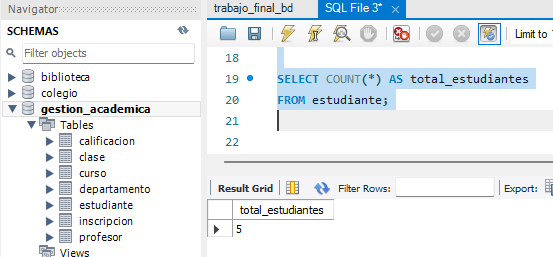 Navigator
SCHEMAS
Filter objects
biblioteca
colegio
gestion_academica
Tables
calificacion
clase
curso
departamento
estudiante
inscripcion
profesor
Views
trabajo_final_bd
SQL File 3*
Limit to
18
19 SELECT COUNT(*) AS total_estudiantes
20 FROM estudiante;
21
22
Result Grid
Filter Rows:
Export:
total_estudiantes
5